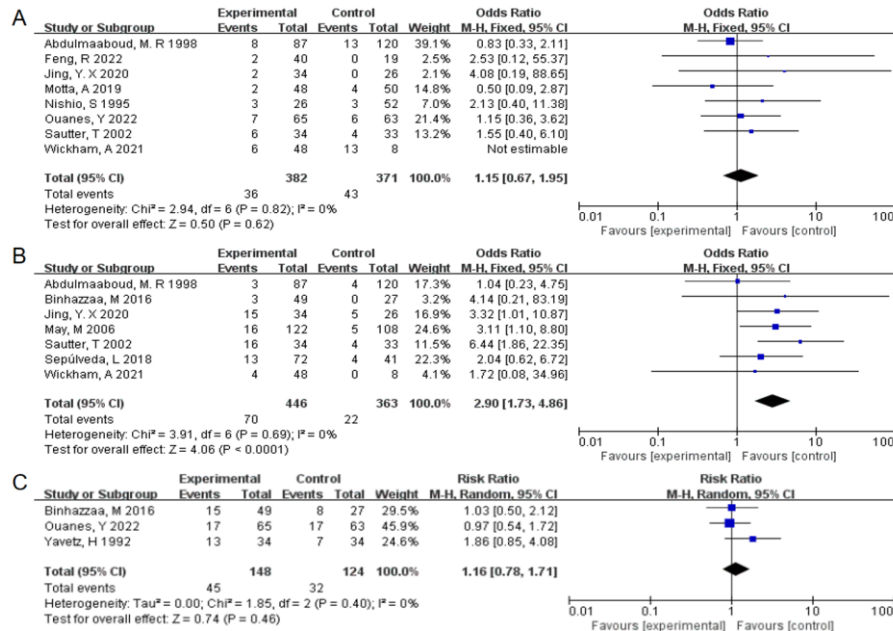 A
Experimental Control Odds Ratio Odds Ratio
Study or Subgroup Events Total Events Total Weight M-H, Fixed, 95% CI M-H, Fixed, 95% CI
Abdulmaaboud, M. R 1998 8 87 13 120 39.1% 0.83 [0.33, 2.11]
Feng, R 2022 2 40 0 19 2.5% 2.53 [0.12, 55.37]
Jing, Y. X 2020 2 34 0 26 2.1% 4.08 [0.19, 88.65]
Motta, A 2019 2 48 4 50 14.8% 0.50 [0.09, 2.87]
Nishio, S 1995 3 26 3 52 7.0% 2.13 [0.40, 11.38]
Ouanes, Y 2022 7 65 6 63 21.4% 1.15 [0.36, 3.62]
Sautter, T 2002 6 34 4 33 13.2% 1.55 [0.40, 6.10]
Wickham, A 2021 6 48 13 8 Not estimable
Total (95% CI) 382 371 100.0% 1.15 [0.67, 1.95]
Total events 36 43
Heterogeneity: Chi² = 2.94, df = 6 (P = 0.82); I² = 0%
Test for overall effect: Z = 0.50 (P = 0.62)
0.01 0.1 1 10 100
Favours [experimental] Favours [control]
B
Experimental Control Odds Ratio Odds Ratio
Study or Subgroup Events Total Events Total Weight M-H, Fixed, 95% CI M-H, Fixed, 95% CI
Abdulmaaboud, M. R 1998 3 87 4 120 17.3% 1.04 [0.23, 4.75]
Binhazzaa, M 2016 3 49 0 27 3.2% 4.14 [0.21, 83.19]
Jing, Y. X 2020 15 34 5 26 16.9% 3.32 [1.01, 10.87]
May, M 2006 16 122 5 108 24.6% 3.11 [1.10, 8.80]
Sautter, T 2002 16 34 4 33 11.5% 6.44 [1.86, 22.35]
Sepúlveda, L 2018 13 72 4 41 22.3% 2.04 [0.62, 6.72]
Wickham, A 2021 4 48 0 8 4.1% 1.72 [0.08, 34.96]
Total (95% CI) 446 363 100.0% 2.90 [1.73, 4.86]
Total events 70 22
Heterogeneity: Chi² = 3.91, df = 6 (P = 0.69); I² = 0%
Test for overall effect: Z = 4.06 (P < 0.0001)
0.01 0.1 1 10 100
Favours [experimental] Favours [control]
C
Experimental Control Risk Ratio Risk Ratio
Study or Subgroup Events Total Events Total Weight M-H, Random, 95% CI M-H, Random, 95% CI
Binhazzaa, M 2016 15 49 8 27 29.5% 1.03 [0.50, 2.12]
Ouanes, Y 2022 17 65 17 63 45.9% 0.97 [0.54, 1.72]
Yavetz, H 1992 13 34 7 34 24.6% 1.86 [0.85, 4.08]
Total (95% CI) 148 124 100.0% 1.16 [0.78, 1.71]
Total events 45 32
Heterogeneity: Tau² = 0.00; Chi² = 1.85, df = 2 (P = 0.40); I² = 0%
Test for overall effect: Z = 0.74 (P = 0.46)
0.01 0.1 1 10 100
Favours [experimental] Favours [control]